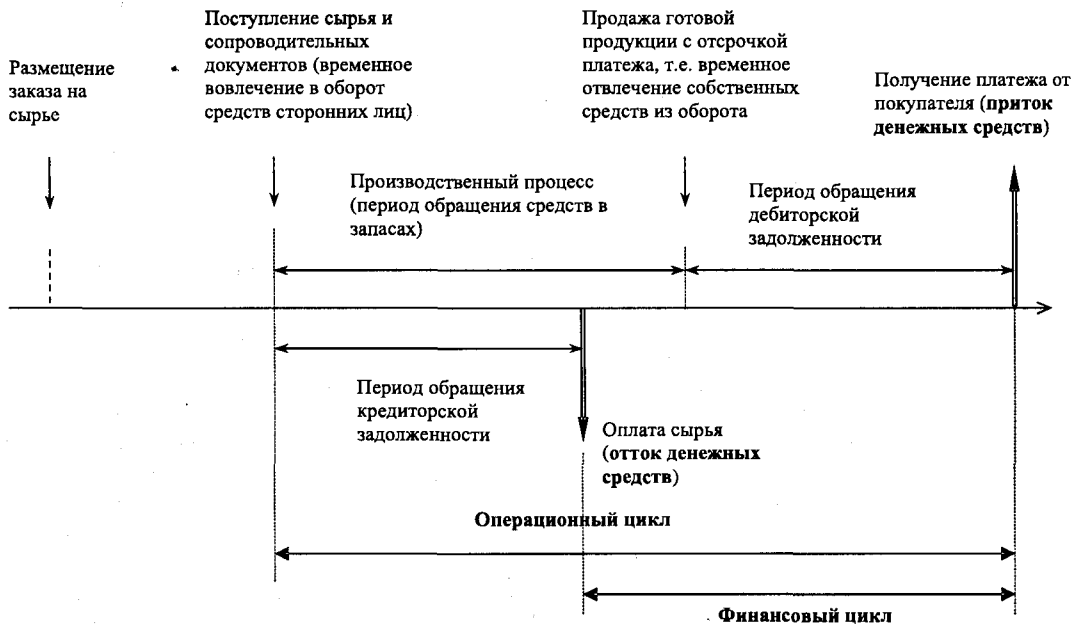 Размещение
заказа на
сырье
Поступление сырья и
сопроводительных
документов (временное
вовлечение в оборот
средств сторонних лиц)
Продажа готовой
продукции с отсрочкой
платежа, т.е. временное
отвлечение собственных
средств из оборота
Получение платежа от
покупателя (приток
денежных средств)
Производственный процесс
(период обращения средств в
запасах)
Период обращения
дебиторской
задолженности
Период обращения
кредиторской
задолженности
Оплата сырья
(отток денежных
средств)
Операционный цикл
Финансовый цикл